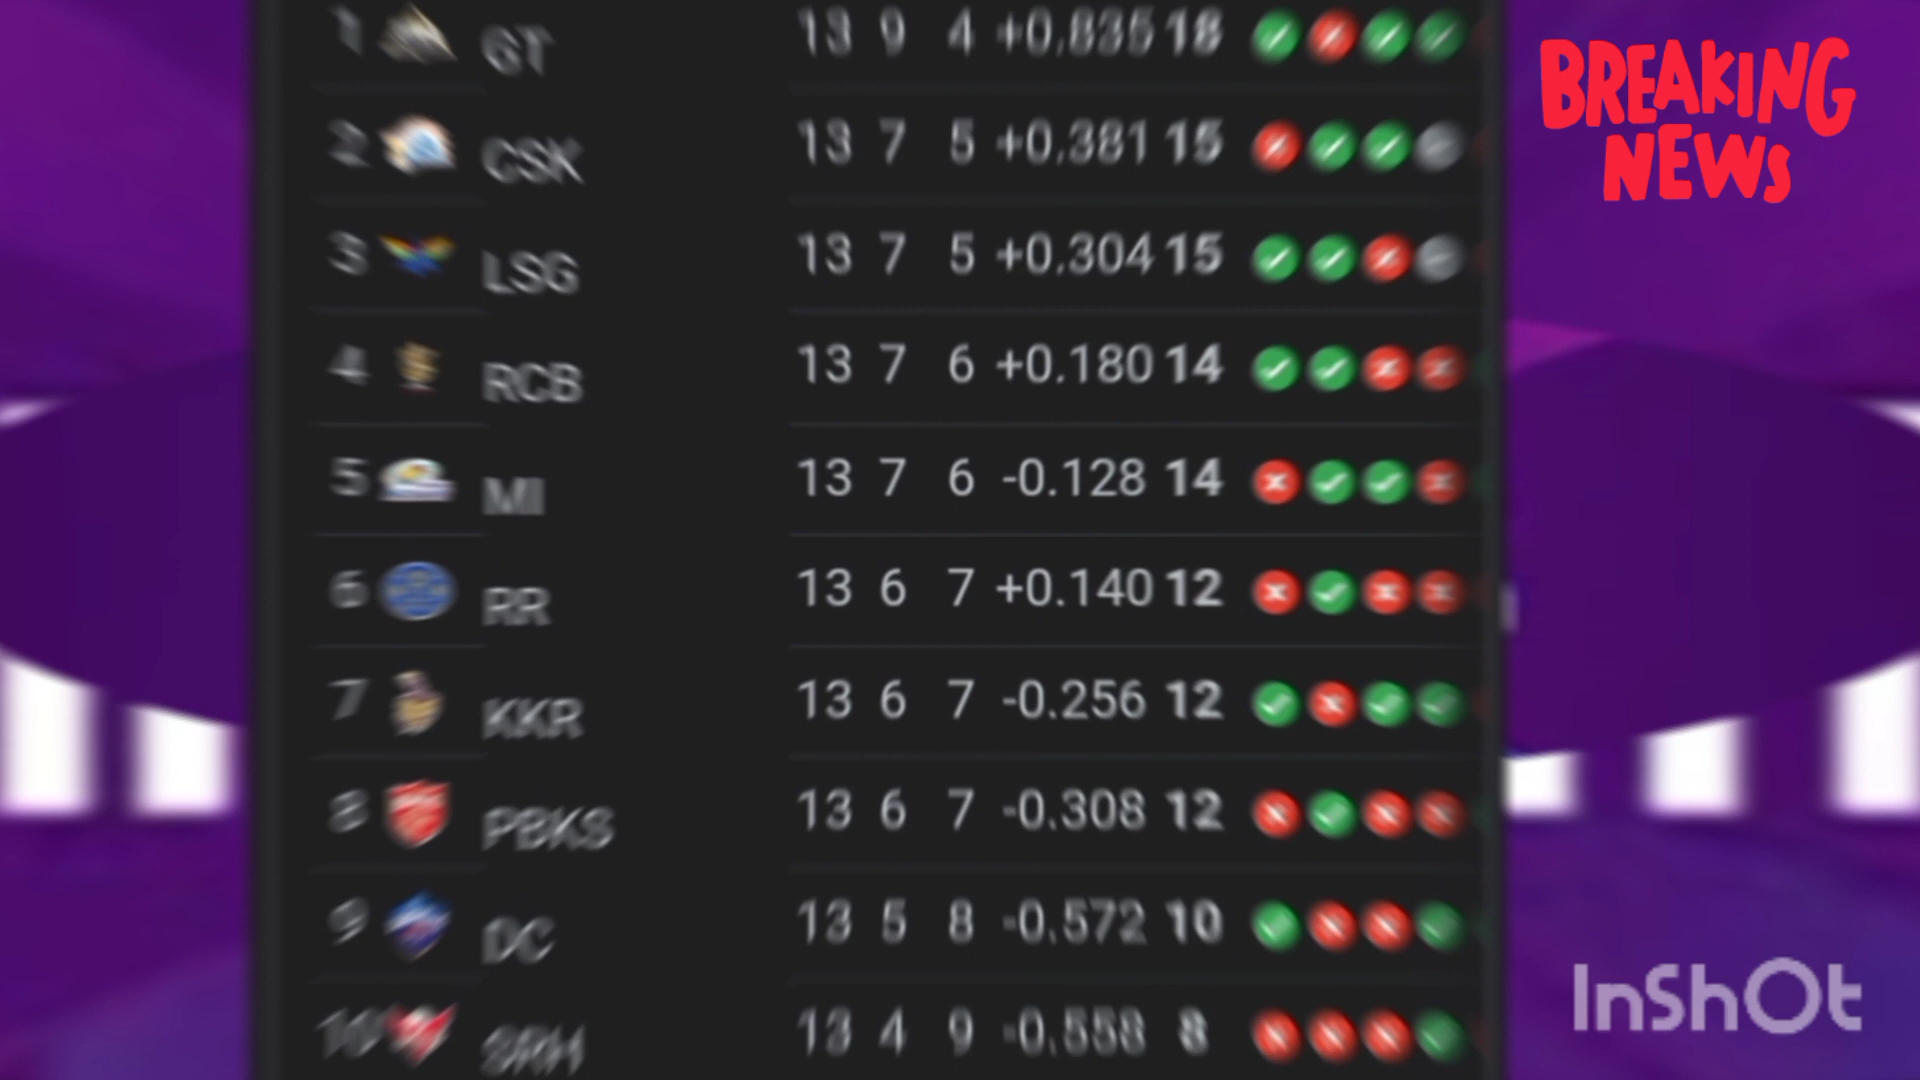 1 GT 13 9 4 +0.835 18
BREAKING
NEWS
2 CSK 13 7 5 +0.381 15
3 LSG 13 7 5 +0.304 15
4 RCB 13 7 6 +0.180 14
5 MI 13 7 6 -0.128 14
6 RR 13 6 7 +0.140 12
7 KKR 13 6 7 -0.256 12
8 PBKS 13 6 7 -0.308 12
9 DC 13 5 8 -0.572 10
10 SRH 13 4 9 -0.558 8
InShOt